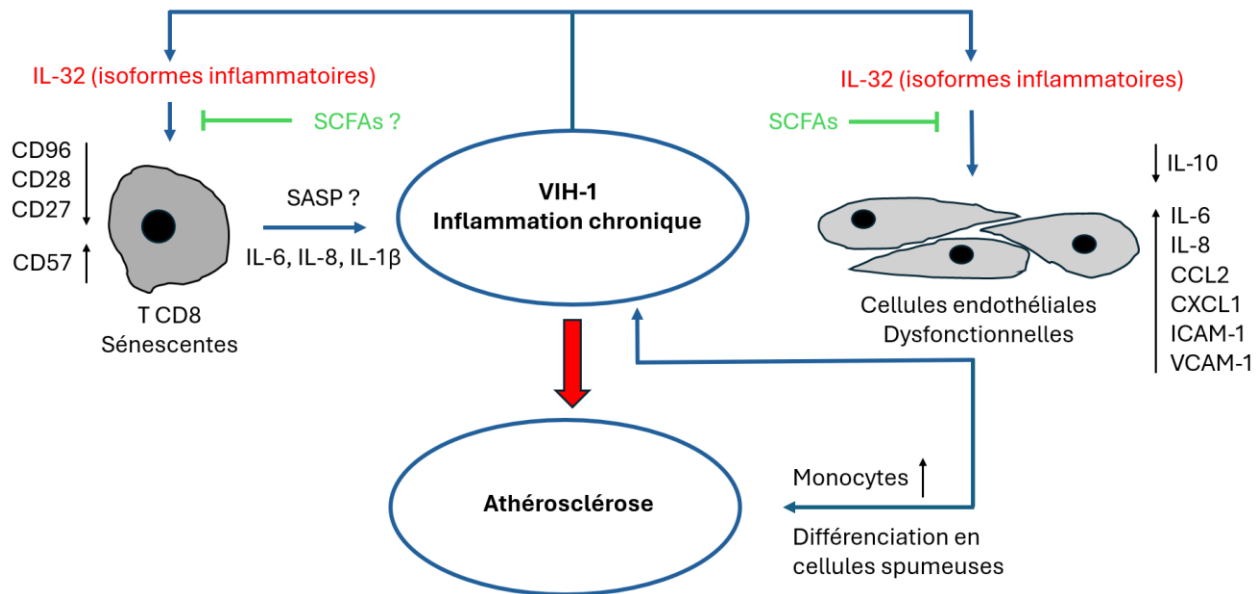 IL-32 (isoformes inflammatoires)
SCFAs ?
CD96
CD28
CD27
CD57
T CD8
Sénescentes
SASP ?
IL-6, IL-8, IL-1β
VIH-1
Inflammation chronique
IL-32 (isoformes inflammatoires)
SCFAs
IL-10
IL-6
IL-8
CCL2
CXCL1
ICAM-1
VCAM-1
Cellules endothéliales
Dysfonctionnelles
Athérosclérose
Monocytes
Différenciation en
cellules spumeuses